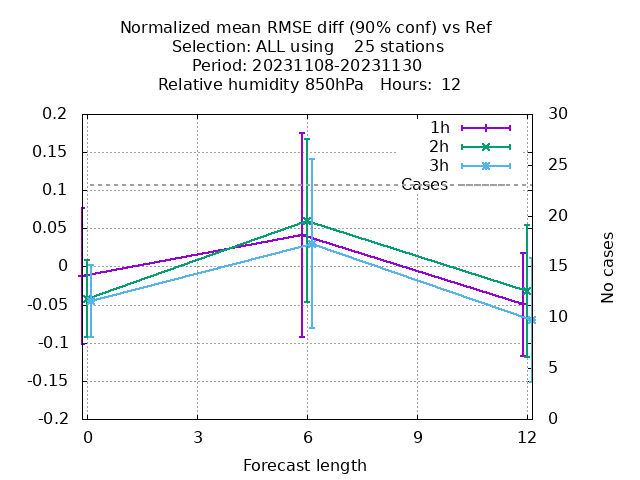 Normalized mean RMSE diff (90% conf) vs Ref
Selection: ALL using    25 stations
Period: 20231108-20231130
Relative humidity 850hPa   Hours:  12
0.2
0.15
0.1
0.05
0
-0.05
-0.1
-0.15
-0.2
30
25
20
15
10
5
0
1h
2h
3h
Cases
No cases
0 3 6 9 12
Forecast length